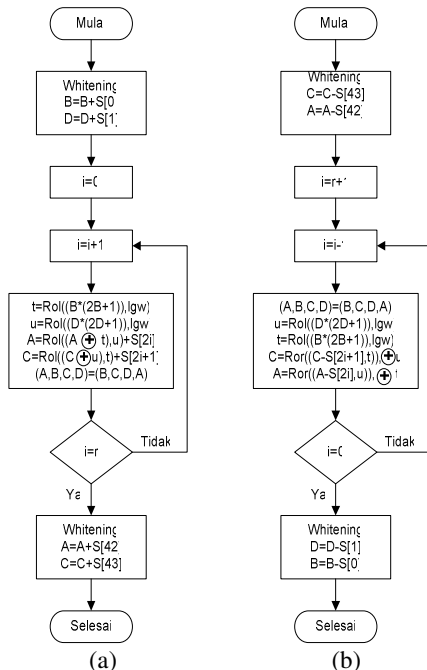 Mula
Whitening
B=B+S[0
D=D+S[1]
i=0
i=i+1
t=Rol((B*(2B+1)),lgw)
u=Rol((D*(2D+1)),lgw
A=Rol((A ⊕ t),u)+S[2i]
C=Rol((C⊕u),t)+S[2i+1]
(A,B,C,D)=(B,C,D,A)
i=r
Tidak
Ya
Whitening
A=A+S[42]
C=C+S[43]
Selesai
(a)
Mula
Whitening
C=C-S[43]
A=A-S[42]
i=r+1
i=i-1
(A,B,C,D)=(B,C,D,A)
u=Rol((D*(2D+1)),lgw
t=Rol((B*(2B+1)),lgw)
C=Ror((C-S[2i+1],t)),⊕u
A=Ror((A-S[2i],u)),⊕ t
i=0
Tidak
Ya
Whitening
D=D-S[1]
B=B-S[0]
Selesai
(b)